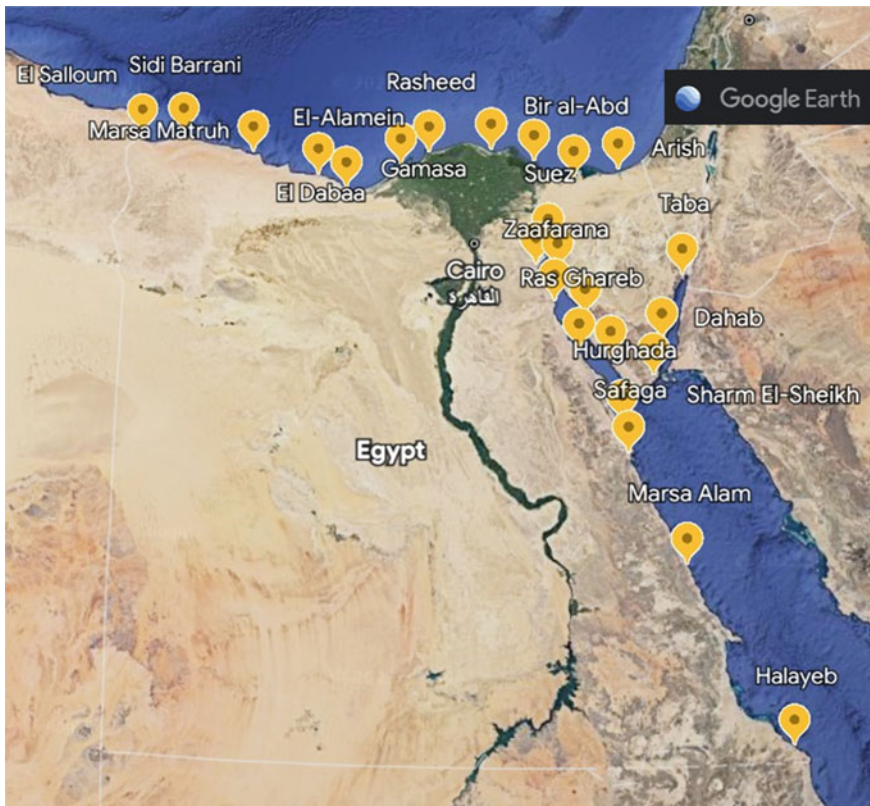 Sidi Barrani
El Salloum
Rasheed
Google Earth
Bir al-Abd
El-Alamein
Marsa Matruh
Arish
Gamasa
Suez
El Dabaa
Taba
Zaafarana
Cairo
القاهرة
Ras Ghareb
Dahab
Hurghada
Safaga
Sharm El-Sheikh
Egypt
Marsa Alam
Halayeb